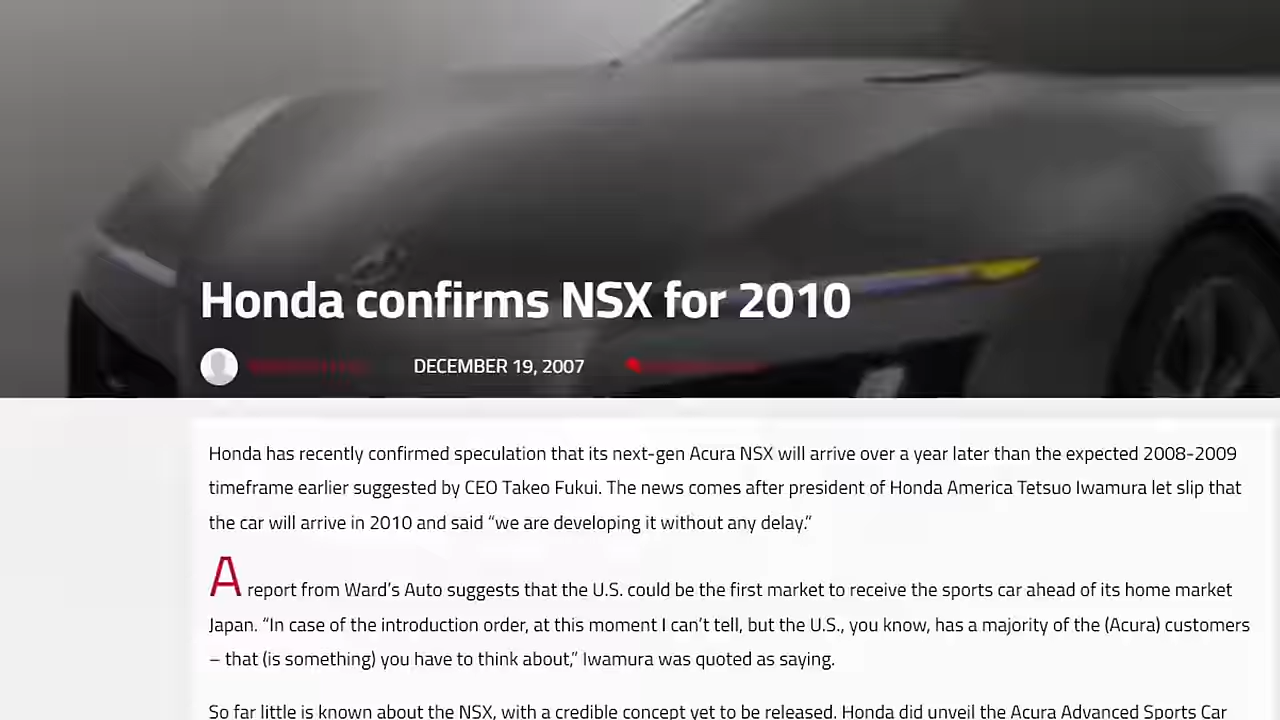 Honda confirms NSX for 2010
DECEMBER 19, 2007
Honda has recently confirmed speculation that its next-gen Acura NSX will arrive over a year later than the expected 2008-2009
timeframe earlier suggested by CEO Takeo Fukui. The news comes after president of Honda America Tetsuo Iwamura let slip that
the car will arrive in 2010 and said “we are developing it without any delay.”
A report from Ward’s Auto suggests that the U.S. could be the first market to receive the sports car ahead of its home market
Japan. “In case of the introduction order, at this moment I can’t tell, but the U.S., you know, has a majority of the (Acura) customers
– that (is something) you have to think about,” Iwamura was quoted as saying.
So far little is known about the NSX, with a credible concept yet to be released. Honda did unveil the Acura Advanced Sports Car